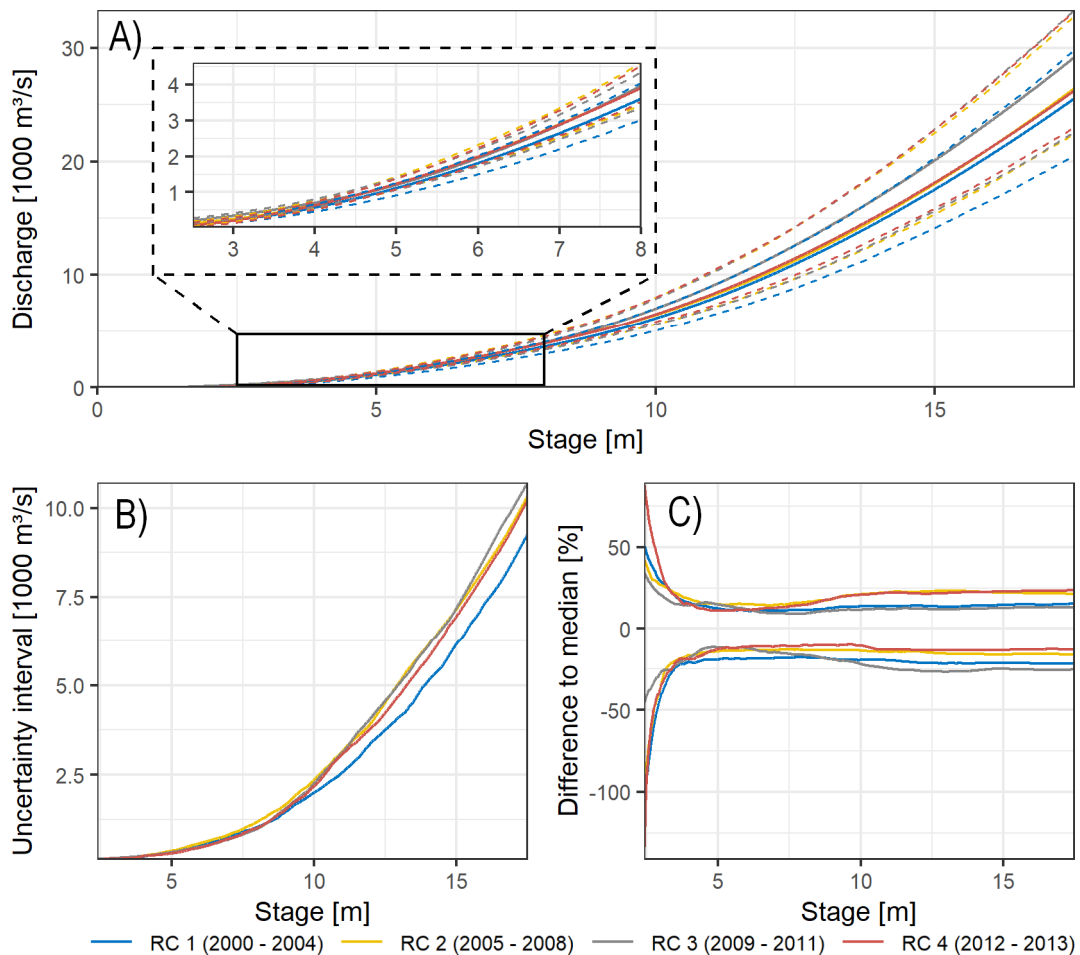 A)
Discharge [1000 m³/s]
30
20
10
0
4
3
2
1
3 4 5 6 7 8
0 5 10 15
Stage [m]
B)
Uncertainty interval [1000 m³/s]
10.0
7.5
5.0
2.5
5 10 15
Stage [m]
C)
Difference to median [%]
50
0
-50
-100
5 10 15
Stage [m]
RC 1 (2000 - 2004) RC 2 (2005 - 2008) RC 3 (2009 - 2011) RC 4 (2012 - 2013)